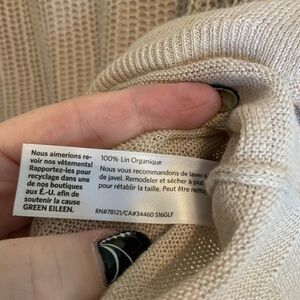 Nous aimerions re-
voir nos vêtements!
Rapportez-les pour
recyclage dans une
de nos boutiques
aux É.-U. afin de
soutenir la cause
GREEN EILEEN.
100% Lin Organique
Nous vous recommandons de laver à
de javel. Remodeler et sécher à plat
pour rétablir la taille. Peut être
RN#78121/CA#34460 S16GLF